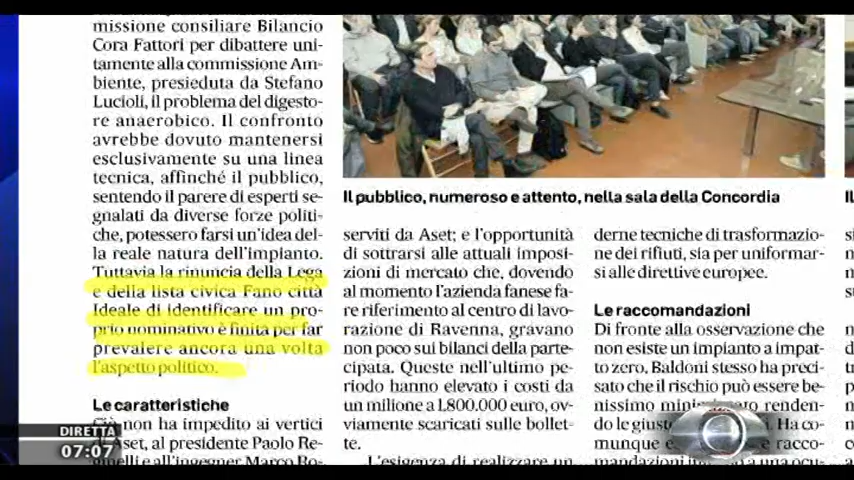 missione consiliare Bilancio
Cora Fattori per dibattere uni-
tamente alla commissione Am-
biente, presieduta da Stefano
Lucioli, il problema del digesto-
re anaerobico. Il confronto
avrebbe dovuto mantenersi
esclusivamente su una linea
tecnica, affinché il pubblico,
sentendo il parere di esperti se-
gnalati da diverse forze politi-
che, potessero farsi un'idea del-
la reale natura dell'impianto.
Tuttavia la rinuncia della Lega
e della lista civica Fano città
Ideale di identificare un pro-
prio nominativo è finita per far
prevalere ancora una volta
l'aspetto politico.
Le caratteristiche
Ciò non ha impedito ai vertici
di Aset, al presidente Paolo Re-
ginelli e all'ingegner Marco Ro-
Il pubblico, numeroso e attento, nella sala della Concordia
serviti da Aset; e l'opportunità
di sottrarsi alle attuali imposi-
zioni di mercato che, dovendo
al momento l'azienda fanese fa-
re riferimento al centro di lavo-
razione di Ravenna, gravano
non poco sui bilanci della parte-
cipata. Queste nell'ultimo pe-
riodo hanno elevato i costi da
un milione a 1.800.000 euro, ov-
viamente scaricati sulle bollet-
te.
L'esigenza di realizzare un
derne tecniche di trasformazio-
ne dei rifiuti, sia per uniformar-
si alle direttive europee.
Le raccomandazioni
Di fronte alla osservazione che
non esiste un impianto a impat-
to zero, Baldoni stesso ha preci-
sato che il rischio può essere be-
nissimo renden-
do le giuste Ha co-
munque racco-
mandazioni a una ocu-
DIRETTA
07:07